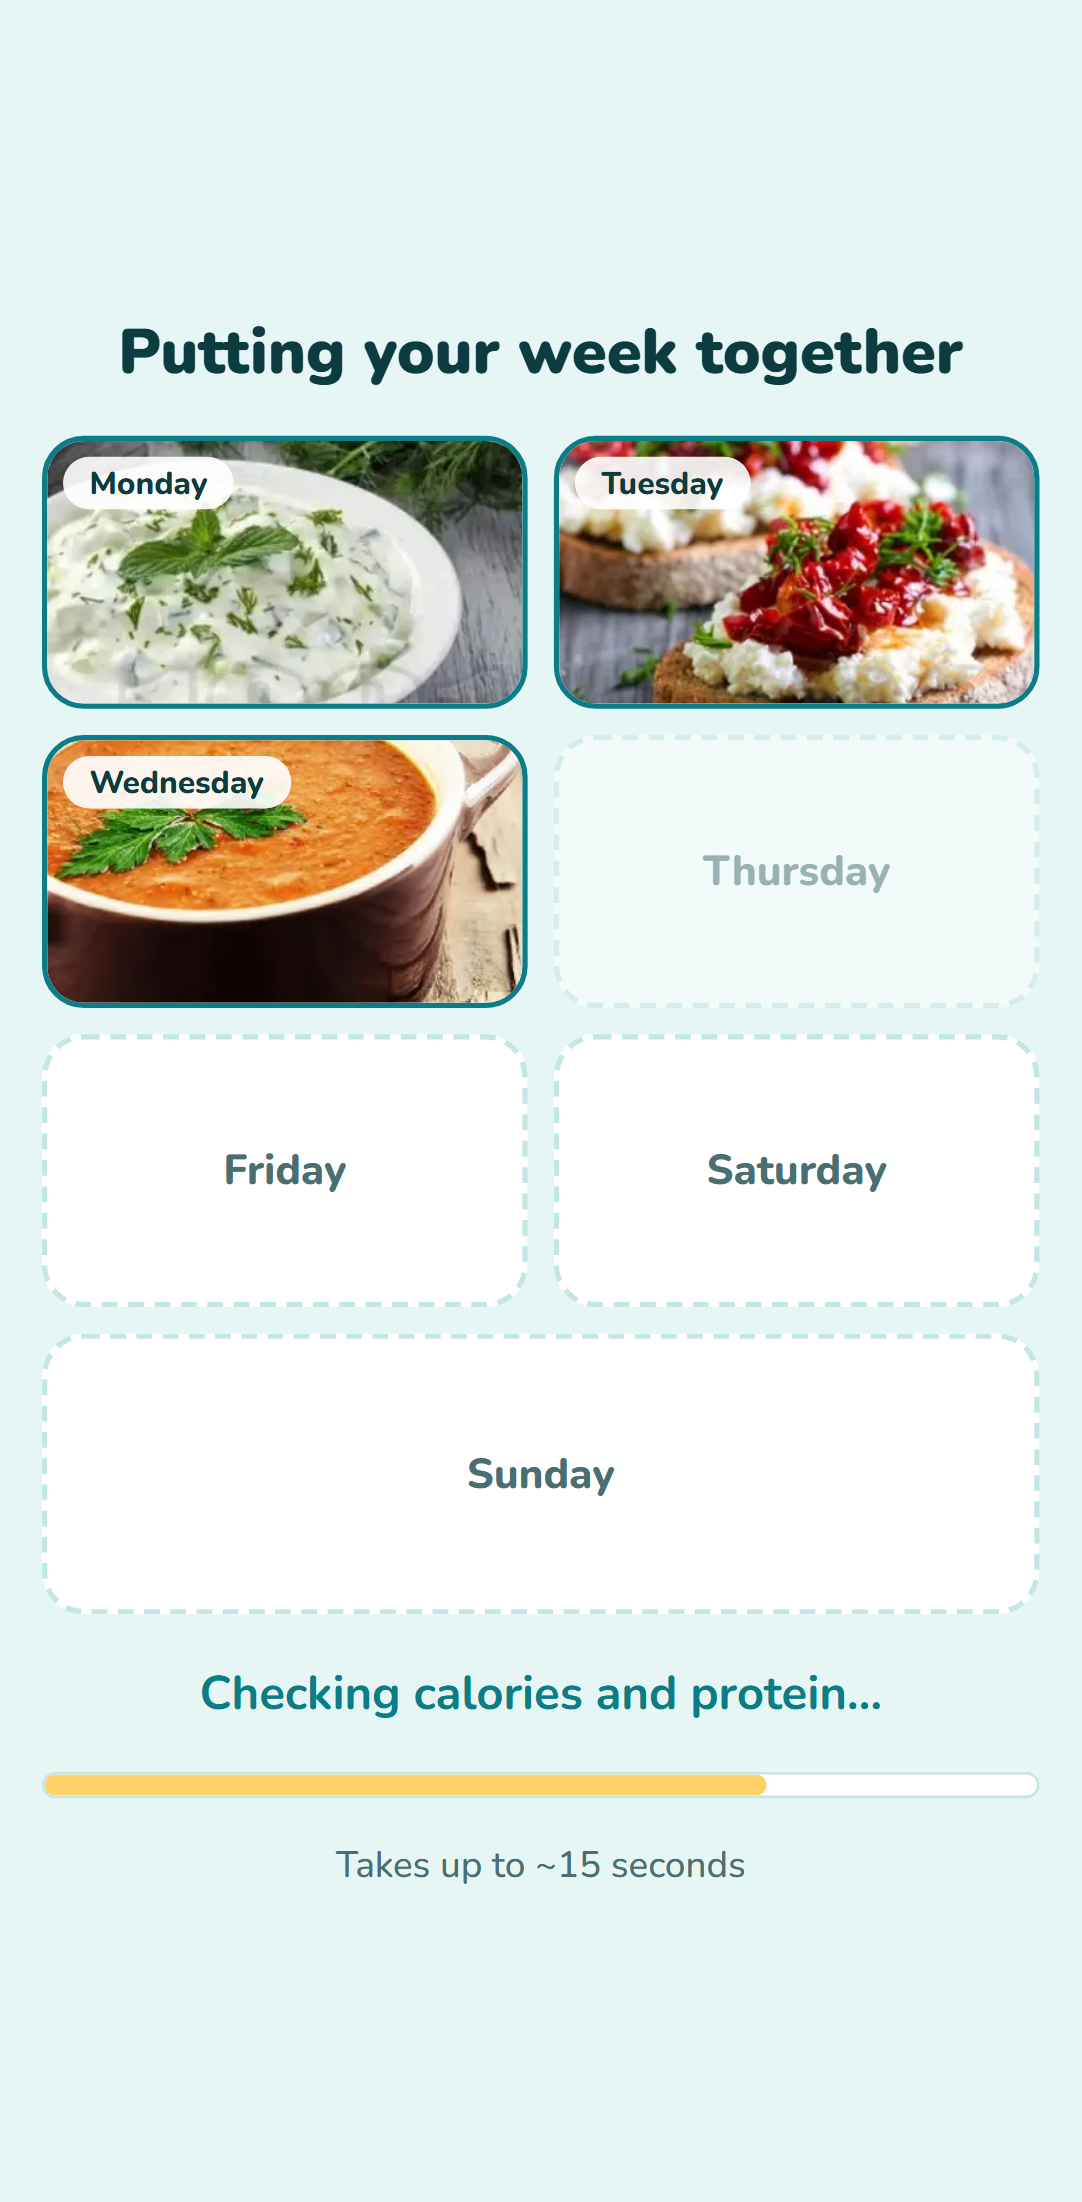 Putting your week together
Monday
Tuesday
Wednesday
Thursday
Friday
Saturday
Sunday
Checking calories and protein...
Takes up to ~15 seconds